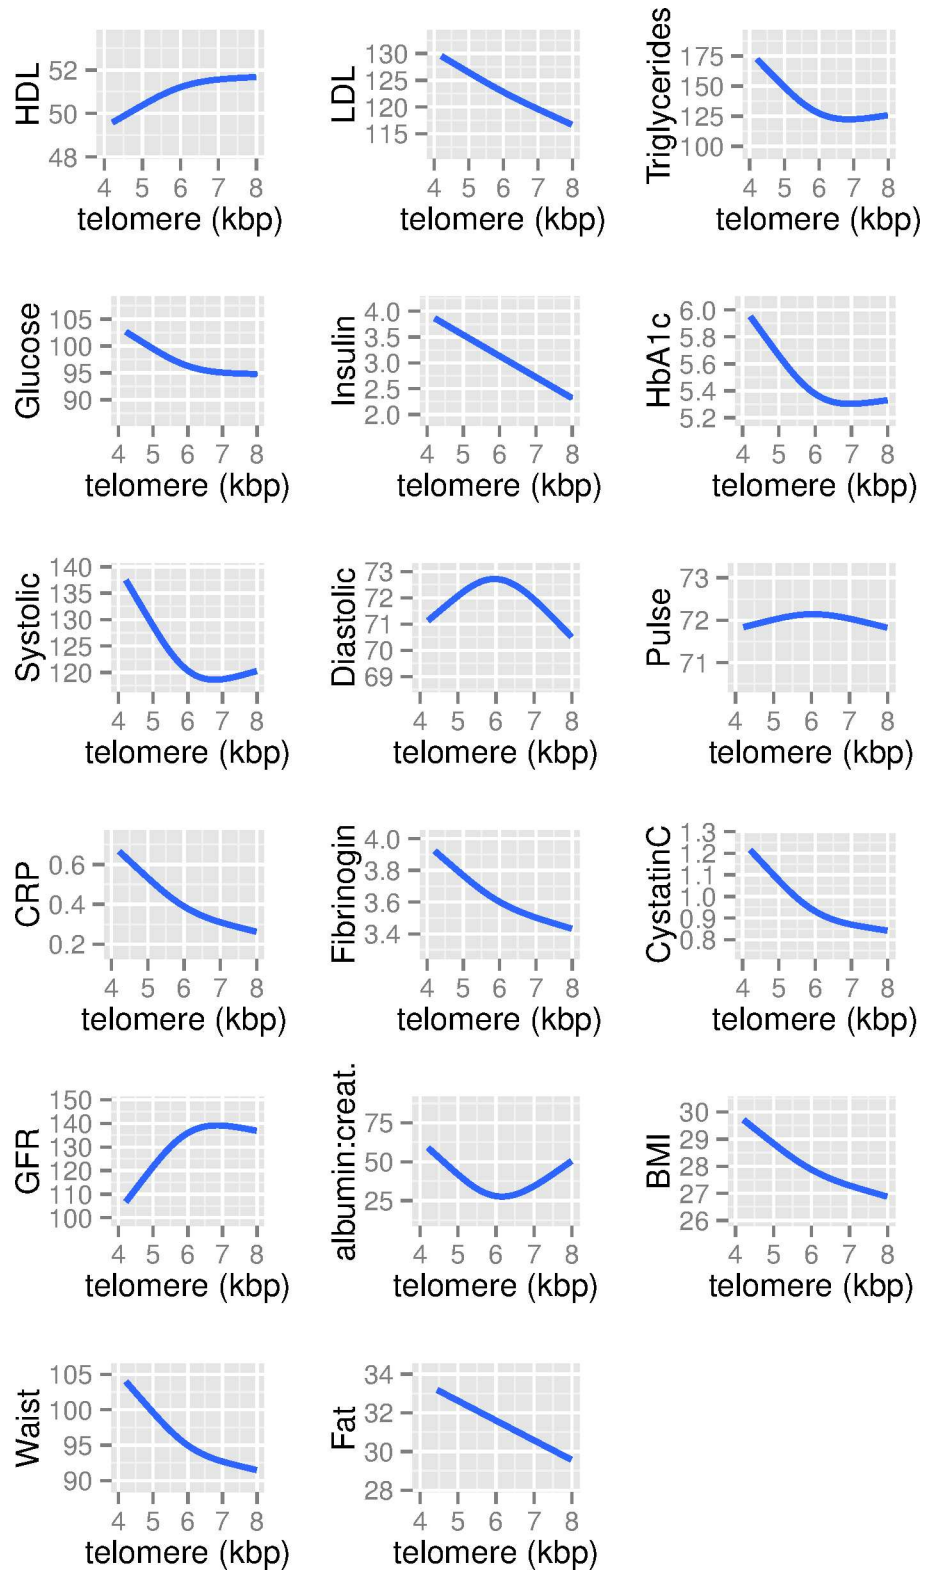 HDL
52
50
48
4 5 6 7 8
telomere (kbp)
LDL
130
125
120
115
4 5 6 7 8
telomere (kbp)
Triglycerides
175
150
125
100
4 5 6 7 8
telomere (kbp)
Glucose
105
100
95
90
4 5 6 7 8
telomere (kbp)
Insulin
4.0
3.5
3.0
2.5
2.0
4 5 6 7 8
telomere (kbp)
HbA1c
6.0
5.8
5.6
5.4
5.2
4 5 6 7 8
telomere (kbp)
Systolic
140
135
130
125
120
4 5 6 7 8
telomere (kbp)
Diastolic
73
72
71
70
69
4 5 6 7 8
telomere (kbp)
Pulse
73
72
71
4 5 6 7 8
telomere (kbp)
CRP
0.6
0.4
0.2
4 5 6 7 8
telomere (kbp)
Fibrinogin
4.0
3.8
3.6
3.4
4 5 6 7 8
telomere (kbp)
CystatinC
1.3
1.2
1.0
0.9
0.8
4 5 6 7 8
telomere (kbp)
GFR
150
140
130
120
110
100
4 5 6 7 8
telomere (kbp)
albumin:creat.
75
50
25
4 5 6 7 8
telomere (kbp)
BMI
30
29
28
27
26
4 5 6 7 8
telomere (kbp)
Waist
105
100
95
90
4 5 6 7 8
telomere (kbp)
Fat
34
32
30
28
4 5 6 7 8
telomere (kbp)